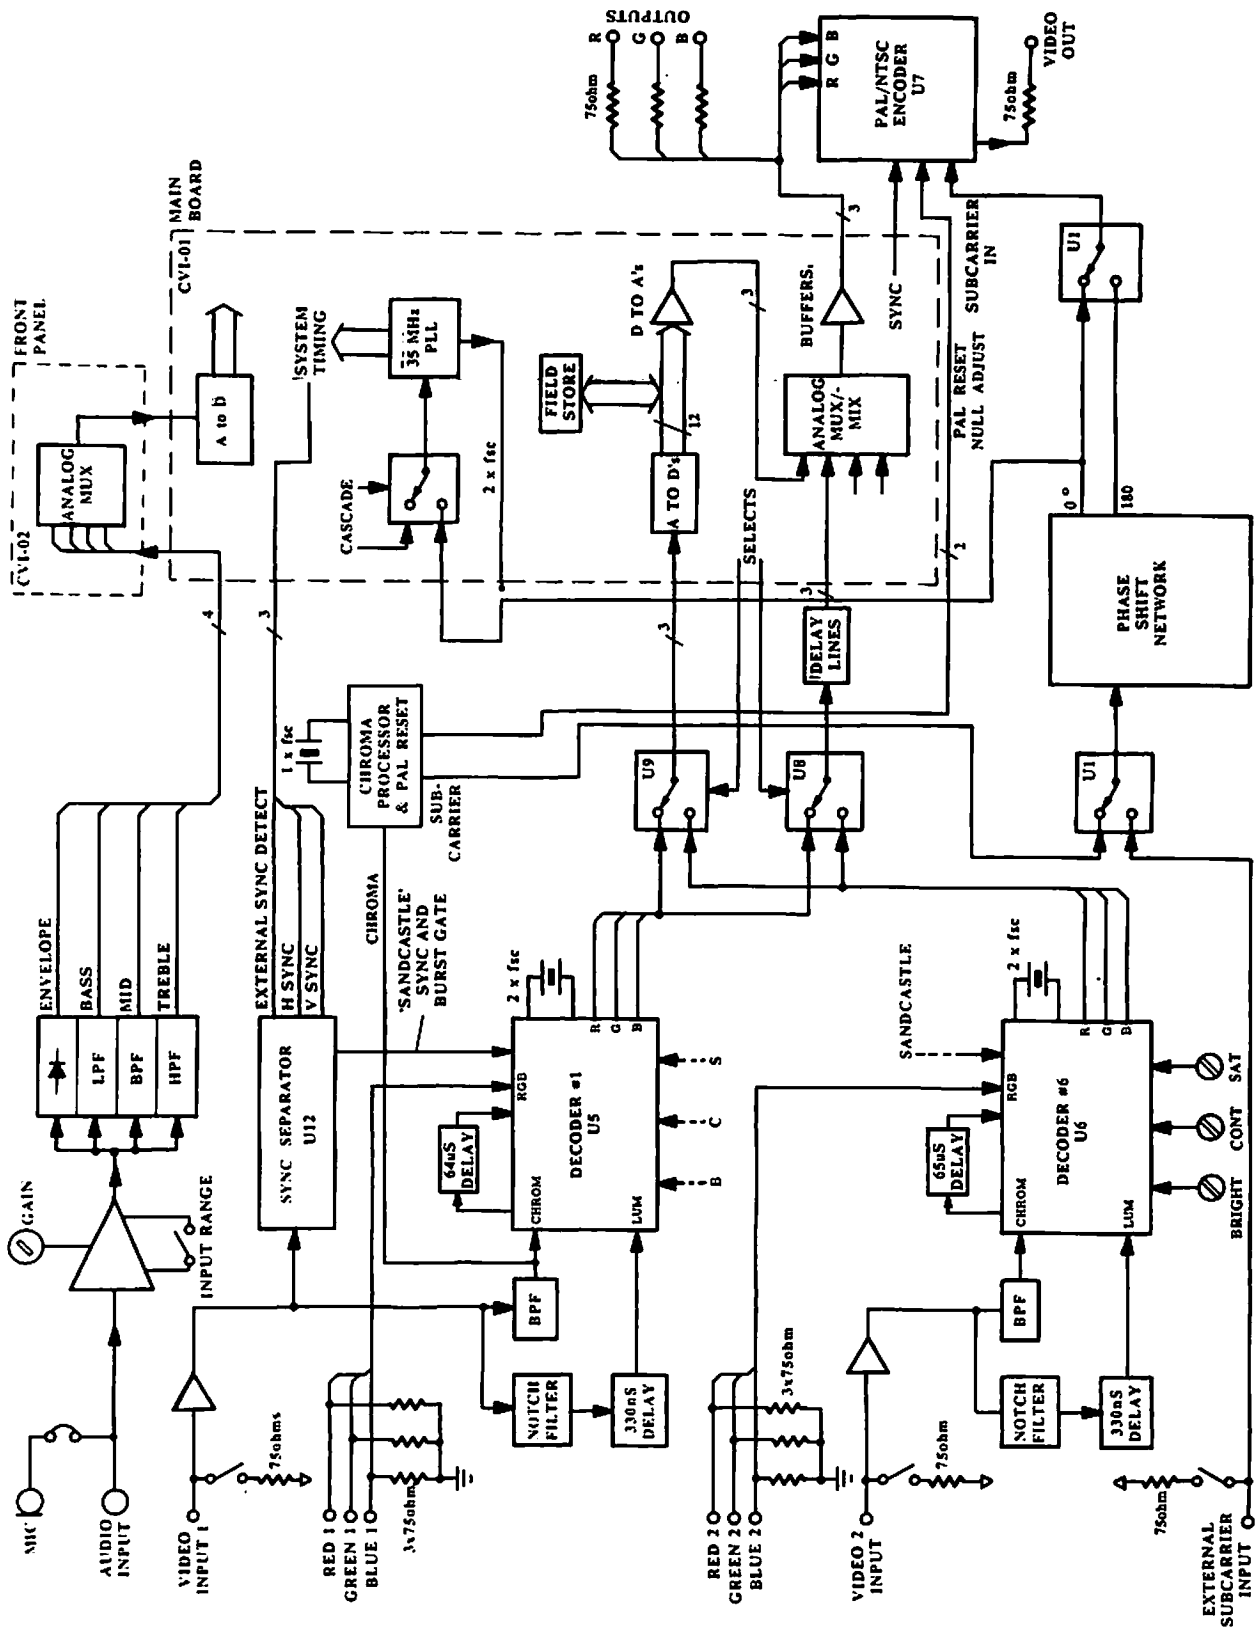 MIC
AUDIO
INPUT
GAIN
INPUT RANGE
LPF
BPF
HPF
ENVELOPE
BASS
MID
TREBLE
4
FRONT
PANEL
CVI-02
ANALOG
MUX
MAIN
BOARD
CVI-01
A to D
VIDEO
INPUT 1
75ohms
SYNC SEPARATOR
U12
EXTERNAL SYNC DETECT
H SYNC
V SYNC
3
SYSTEM
TIMING
35 MHz
PLL
CASCADE
2 x fsc
1 x fsc
CHROMA
PROCESSOR
& PAL RESET
SUB-
CARRIER
CHROMA
'SANDCASTLE'
SYNC AND
BURST GATE
RED 1
GREEN 1
BLUE 1
3x75ohm
BPF
NOTCH
FILTER
330nS
DELAY
64uS
DELAY
CHROM
LUM
RGB
DECODER #1
U5
B
C
S
2 x fsc
R
G
B
U9
3
A TO D's
12
FIELD
STORE
D TO A's
3
SELECTS
U8
DELAY
LINES
3
ANALOG
MUX/-
MIX
BUFFERS.
3
75ohm
R
G
B
OUTPUTS
R
G
B
PAL/NTSC
ENCODER
U7
75ohm
VIDEO
OUT
SYNC
PAL RESET
NULL ADJUST
SUBCARRIER
IN
2
RED 2
GREEN 2
BLUE 2
3x75ohm
VIDEO 2
INPUT
75ohm
BPF
NOTCH
FILTER
330nS
DELAY
65uS
DELAY
CHROM
LUM
RGB
DECODER #6
U6
SANDCASTLE
2 x fsc
R
G
B
BRIGHT
CONT
SAT
EXTERNAL
SUBCARRIER
INPUT
75ohm
U1
PHASE
SHIFT
NETWORK
0°
180
U1